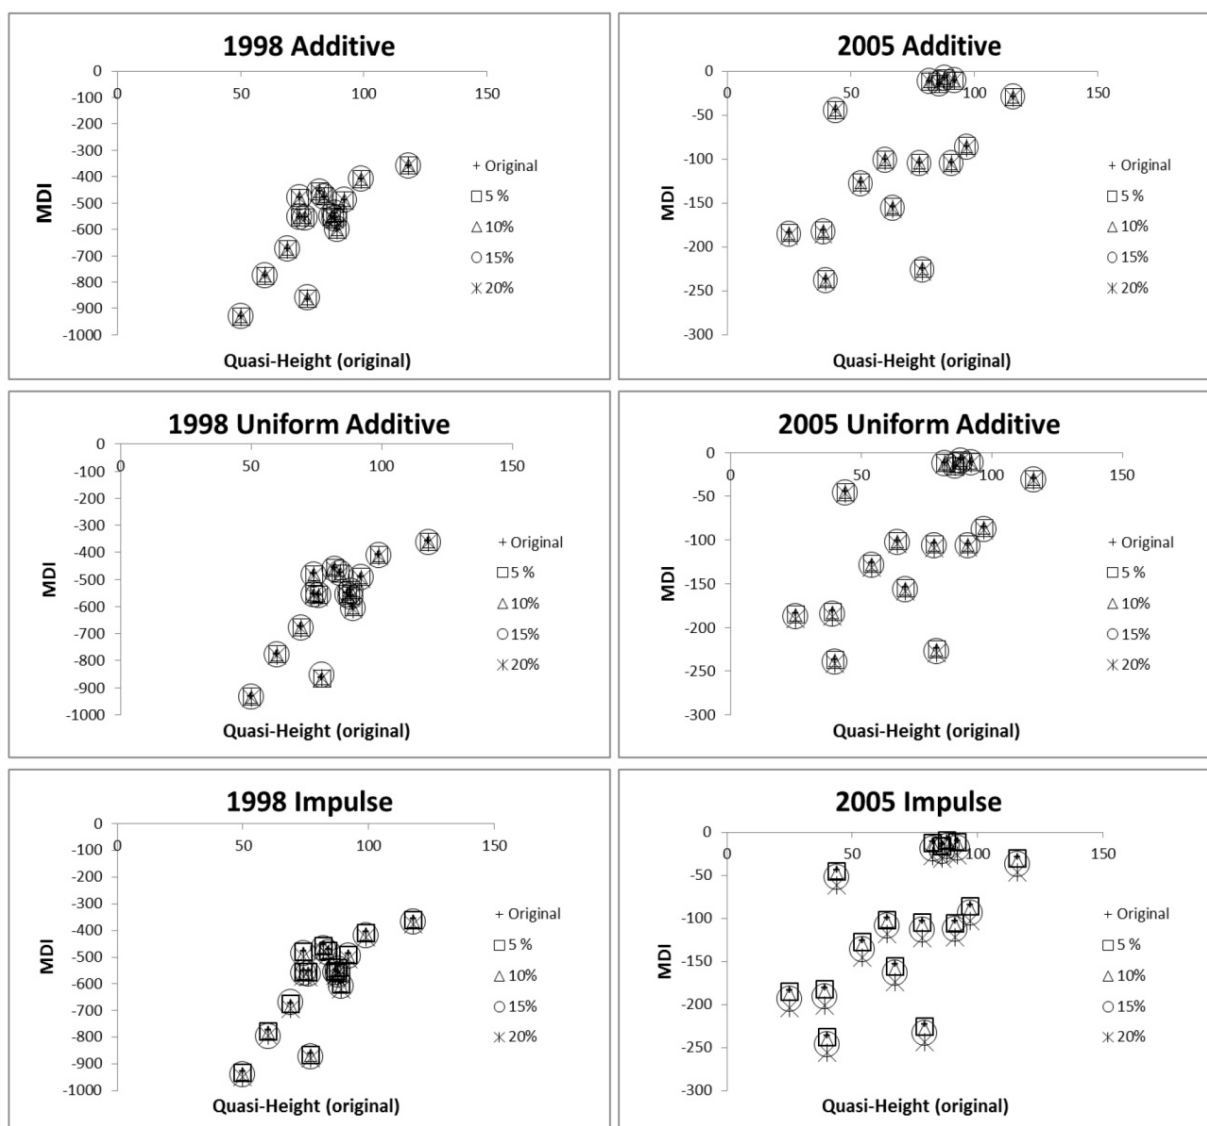 1998 Additive
0
0 50 100 150
-100
-200
-300
-400
-500
-600
-700
-800
-900
-1000
MDI
+ Original
5 %
10%
15%
20%
Quasi-Height (original)
2005 Additive
0
0 50 100 150
-50
-100
-150
-200
-250
-300
MDI
+ Original
5 %
10%
15%
20%
Quasi-Height (original)
1998 Uniform Additive
0
0 50 100 150
-100
-200
-300
-400
-500
-600
-700
-800
-900
-1000
MDI
+ Original
5 %
10%
15%
20%
Quasi-Height (original)
2005 Uniform Additive
0
0 50 100 150
-50
-100
-150
-200
-250
-300
MDI
+ Original
5 %
10%
15%
20%
Quasi-Height (original)
1998 Impulse
0
0 50 100 150
-100
-200
-300
-400
-500
-600
-700
-800
-900
-1000
MDI
+ Original
5 %
10%
15%
20%
Quasi-Height (original)
2005 Impulse
0
0 50 100 150
-50
-100
-150
-200
-250
-300
MDI
+ Original
5 %
10%
15%
20%
Quasi-Height (original)